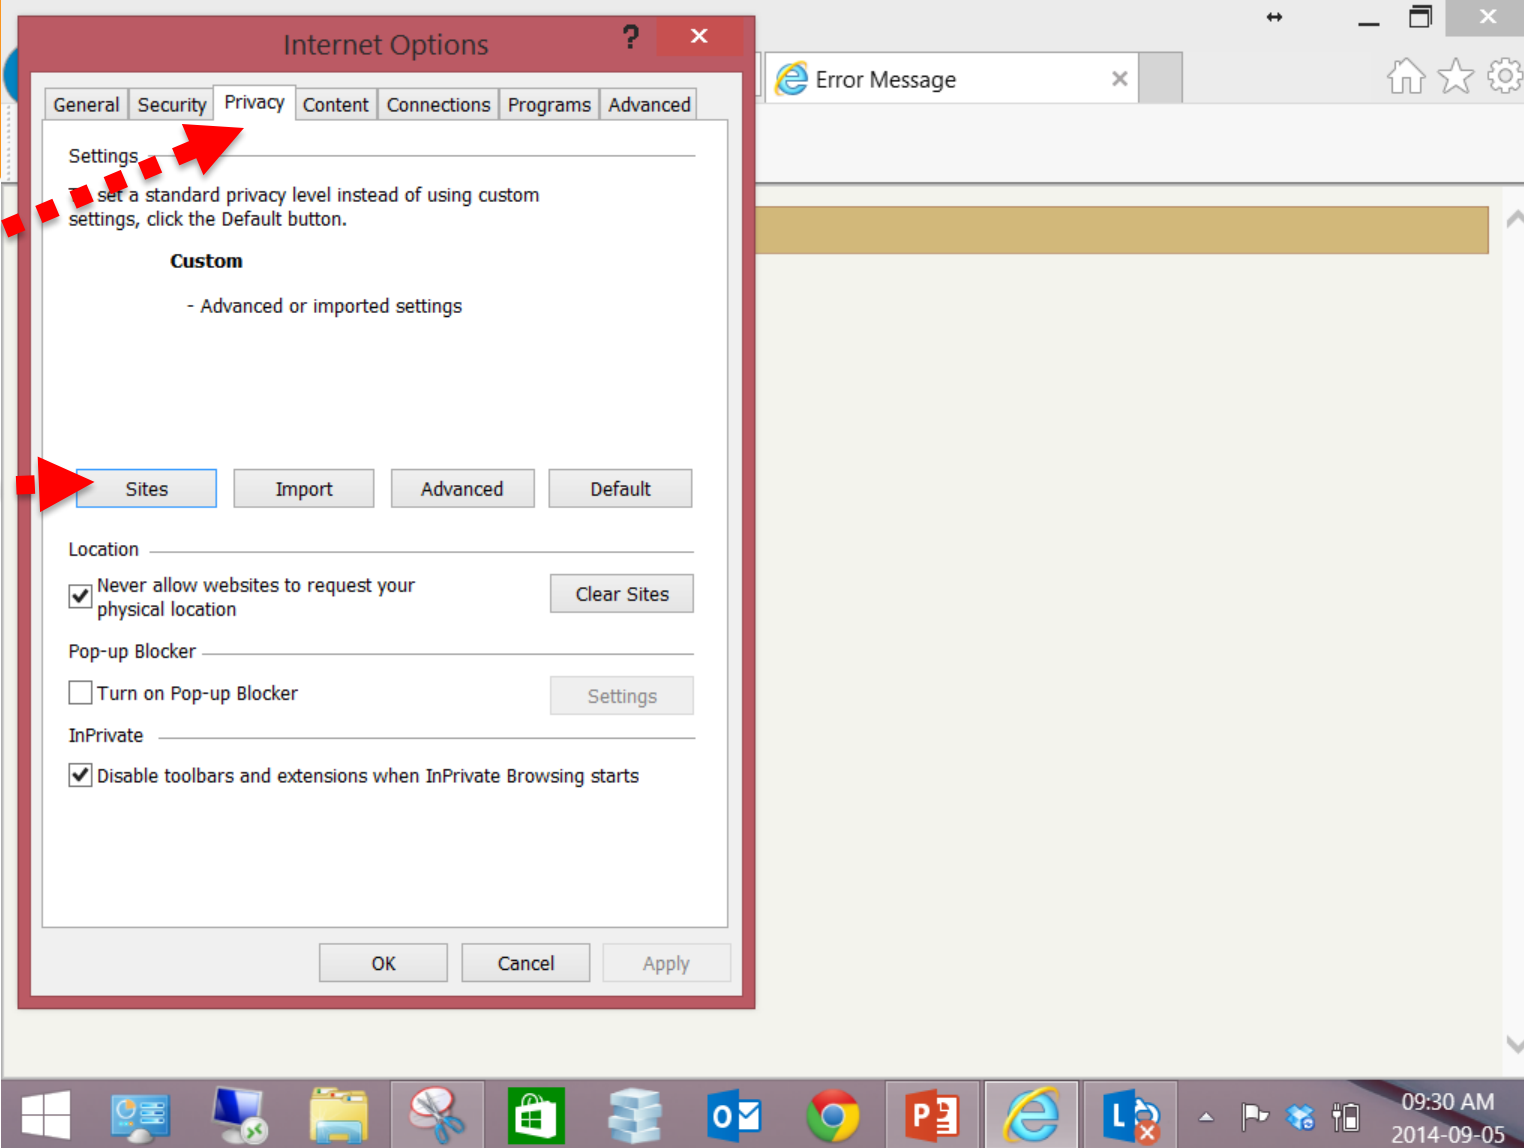 Internet Options
?
Error Message
General Security Privacy Content Connections Programs Advanced
Settings
set a standard privacy level instead of using custom
settings, click the Default button.
Custom
- Advanced or imported settings
Sites Import Advanced Default
Location
Never allow websites to request your
physical location
Clear Sites
Pop-up Blocker
Turn on Pop-up Blocker
Settings
InPrivate
Disable toolbars and extensions when InPrivate Browsing starts
OK Cancel Apply
09:30 AM
2014-09-05